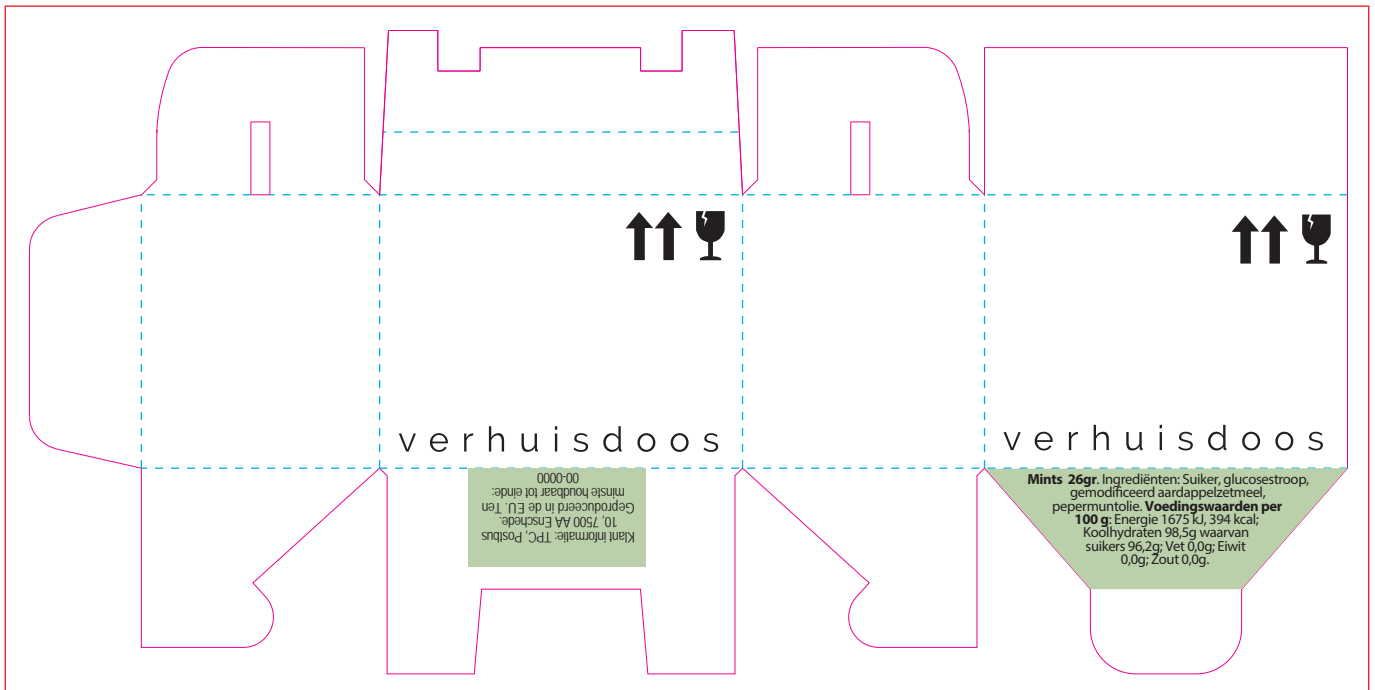 verhuisdoos
verhuisdoos
Klant informatie: TPC, Postbus
10, 7500 AA Enschede.
Geproduceerd in de EU. Ten
minste houdbaar tot einde:
00-0000
Mints 26gr. Ingrediënten: Suiker, glucosestroop,
gemodificeerd aardappelzetmeel,
pepermuntolie. Voedingswaarden per
100 g: Energie 1675 kJ, 394 kcal;
Koolhydraten 98,5g waarvan
suikers 96,2g; Vet 0,0g; Eiwit
0,0g; Zout 0,0g.